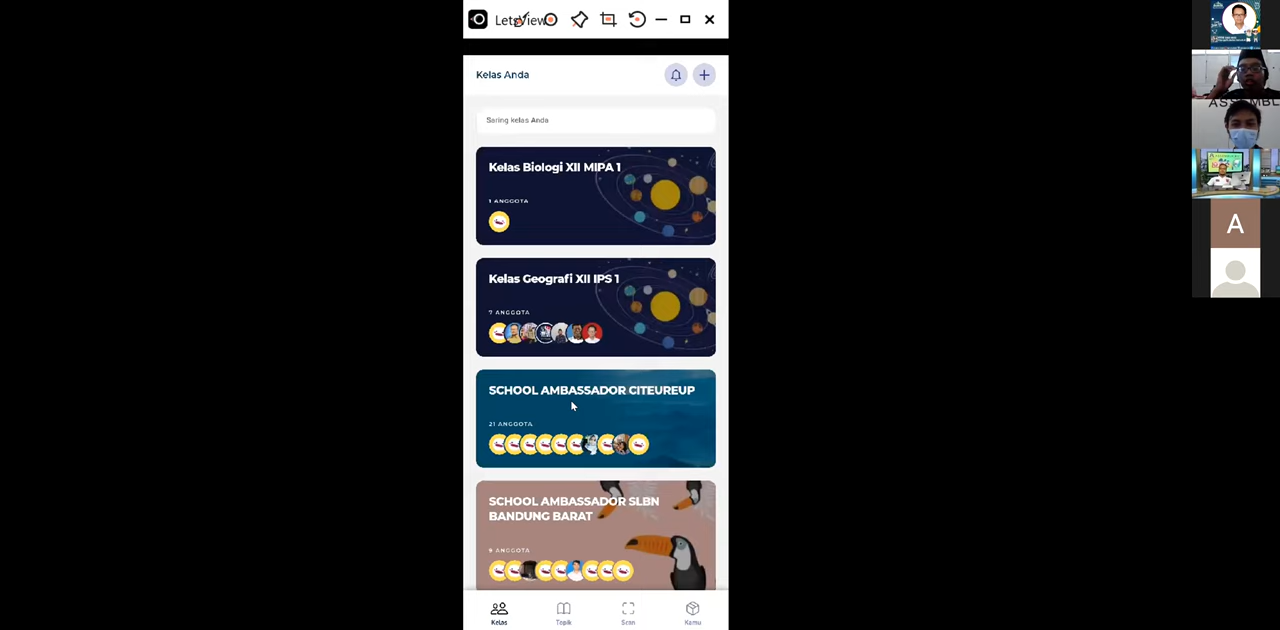 LetsView
Kelas Anda
Saring kelas Anda
Kelas Biologi XII MIPA 1
1 ANGGOTA
Kelas Geografi XII IPS 1
7 ANGGOTA
SCHOOL AMBASSADOR CITEUREUP
21 ANGGOTA
SCHOOL AMBASSADOR SLBN
BANDUNG BARAT
9 ANGGOTA
Kelas
Topik
Scan
Kamu
A